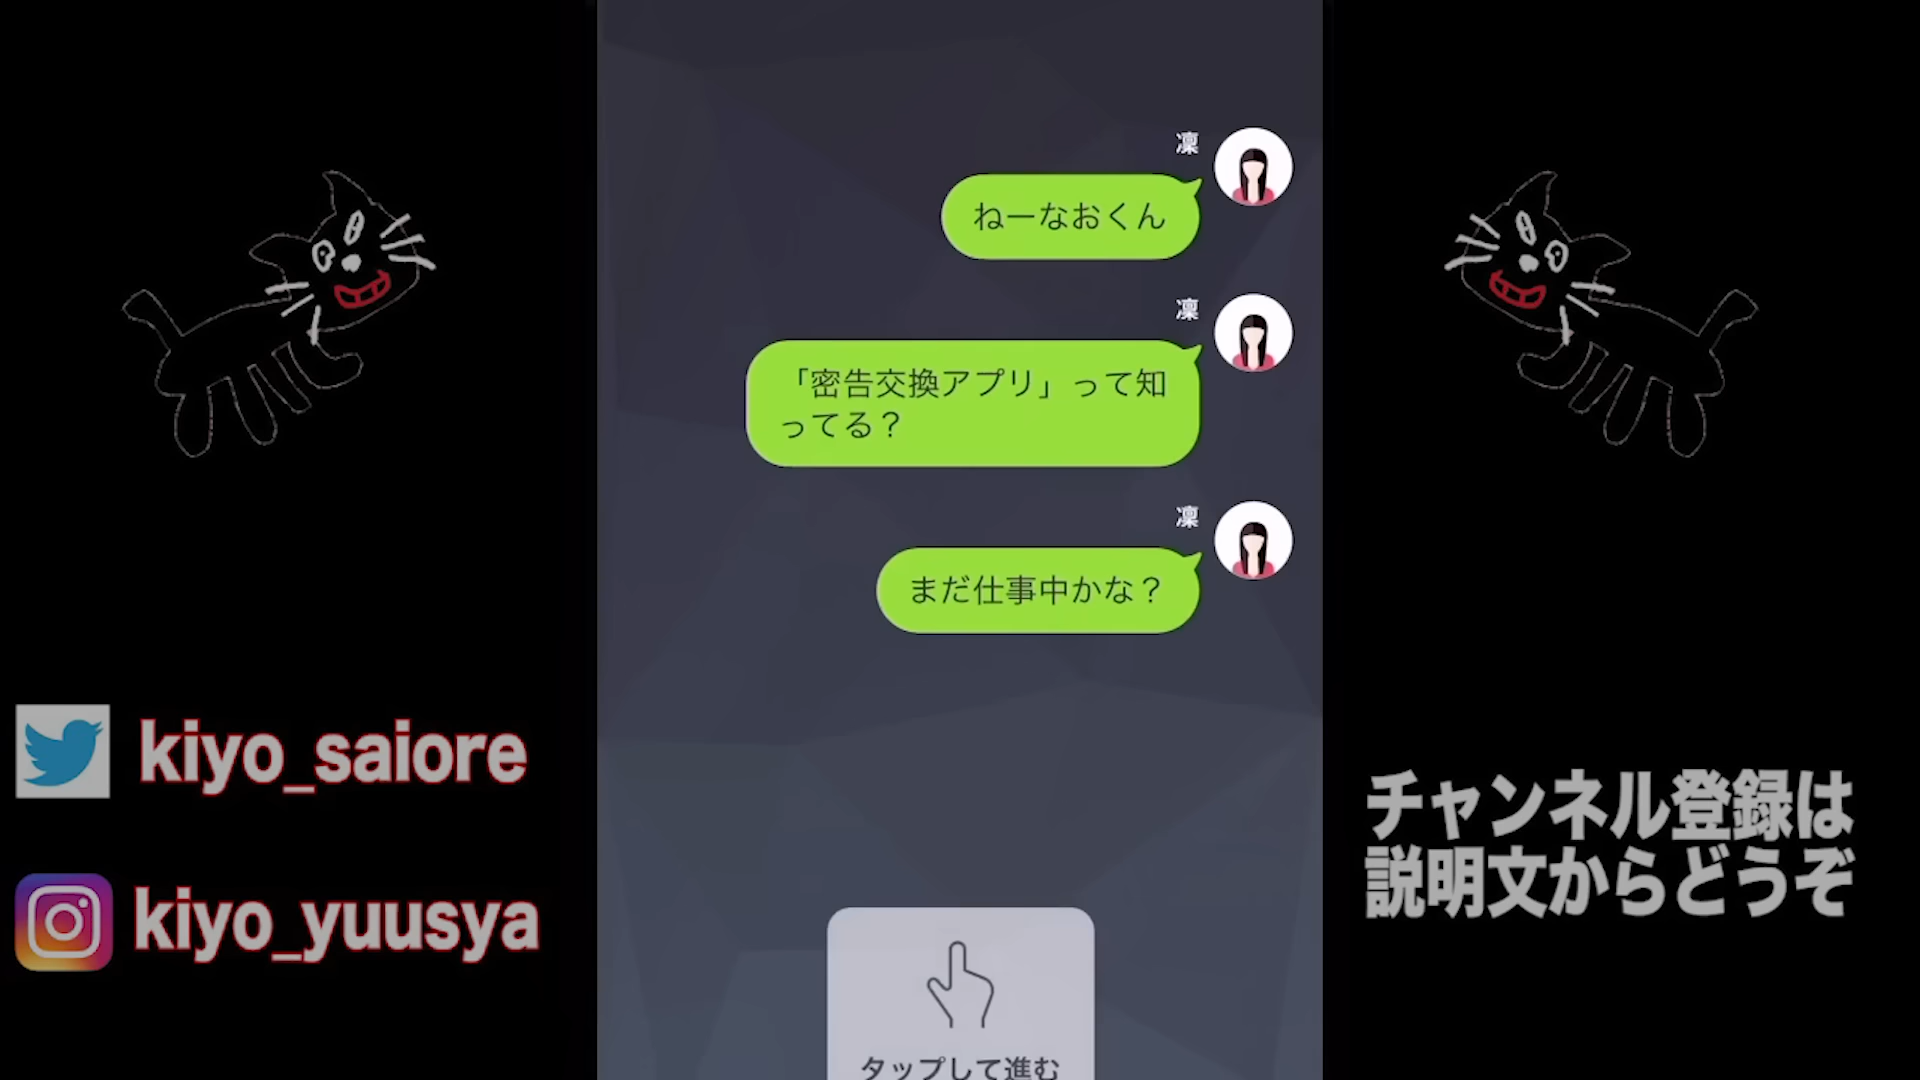 凜
ねーなおくん
凜
「密告交換アプリ」って知
ってる？
凜
まだ仕事中かな？
タップして進む
kiyo_saiore
kiyo_yuusya
チャンネル登録は
説明文からどうぞ